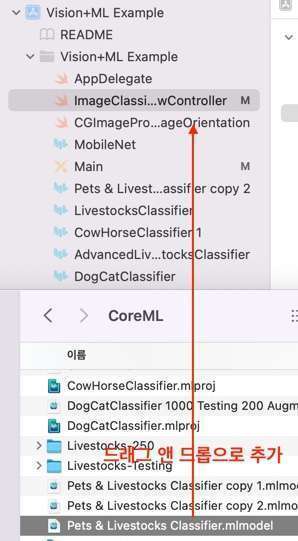 Vision+ML Example
README
Vision+ML Example
AppDelegate
ImageClassi...wController M
CGImagePro...ageOrientation
MobileNet
Main M
Pets & Livest...assifier copy 2
LivestocksClassifier
CowHorseClassifier 1
AdvancedLiv...tocksClassifier
DogCatClassifier
CoreML
이름
CowHorseClassifier.mlproj
DogCatClassifier 1000 Testing 200 Augm
DogCatClassifier.mlproj
Livestocks-250
드래그 앤 드롭으로 추가
Livestocks-Testing
Pets & Livestocks Classifier copy 1.mlmo
Pets & Livestocks Classifier copy 2.mlmo
Pets & Livestocks Classifier.mlmodel